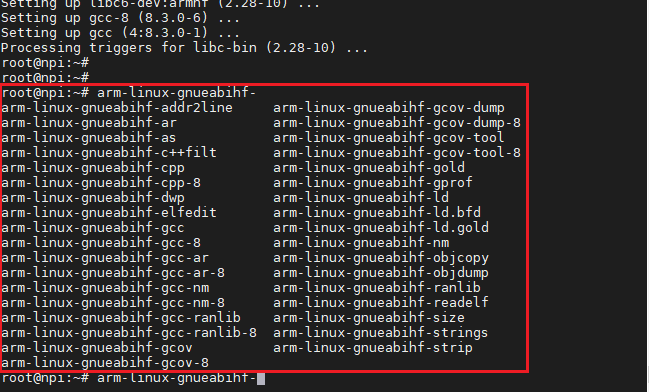 Setting up libc6-dev:armhf (2.28-10) ...
Setting up gcc-8 (8.3.0-6) ...
Setting up gcc (4:8.3.0-1) ...
Processing triggers for libc-bin (2.28-10) ...
root@npi:~#
root@npi:~#
root@npi:~# arm-linux-gnueabihf-
arm-linux-gnueabihf-addr2line arm-linux-gnueabihf-gcov-dump
arm-linux-gnueabihf-ar arm-linux-gnueabihf-gcov-dump-8
arm-linux-gnueabihf-as arm-linux-gnueabihf-gcov-tool
arm-linux-gnueabihf-c++filt arm-linux-gnueabihf-gcov-tool-8
arm-linux-gnueabihf-cpp arm-linux-gnueabihf-gold
arm-linux-gnueabihf-cpp-8 arm-linux-gnueabihf-gprof
arm-linux-gnueabihf-dwp arm-linux-gnueabihf-ld
arm-linux-gnueabihf-elfedit arm-linux-gnueabihf-ld.bfd
arm-linux-gnueabihf-gcc arm-linux-gnueabihf-ld.gold
arm-linux-gnueabihf-gcc-8 arm-linux-gnueabihf-nm
arm-linux-gnueabihf-gcc-ar arm-linux-gnueabihf-objcopy
arm-linux-gnueabihf-gcc-ar-8 arm-linux-gnueabihf-objdump
arm-linux-gnueabihf-gcc-nm arm-linux-gnueabihf-ranlib
arm-linux-gnueabihf-gcc-nm-8 arm-linux-gnueabihf-readelf
arm-linux-gnueabihf-gcc-ranlib arm-linux-gnueabihf-size
arm-linux-gnueabihf-gcc-ranlib-8 arm-linux-gnueabihf-strings
arm-linux-gnueabihf-gcov arm-linux-gnueabihf-strip
arm-linux-gnueabihf-gcov-8
root@npi:~# arm-linux-gnueabihf-